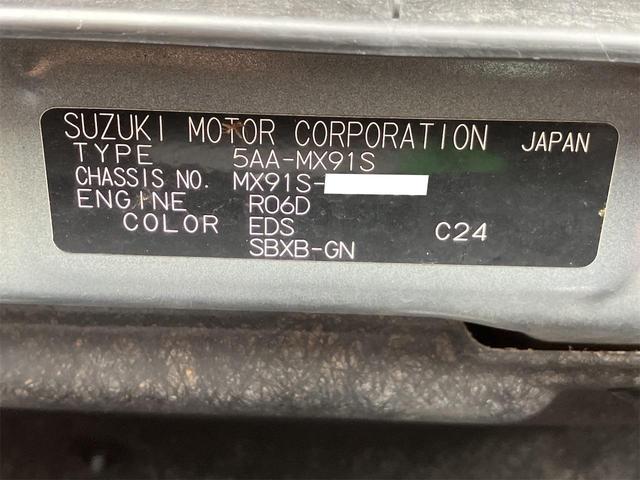 SUZUKI MOTOR CORPORATION JAPAN
TYPE 5AA-MX91S
CHASSIS NO. MX91S-
ENGINE R06D
COLOR EDS C24
SBXB-GN